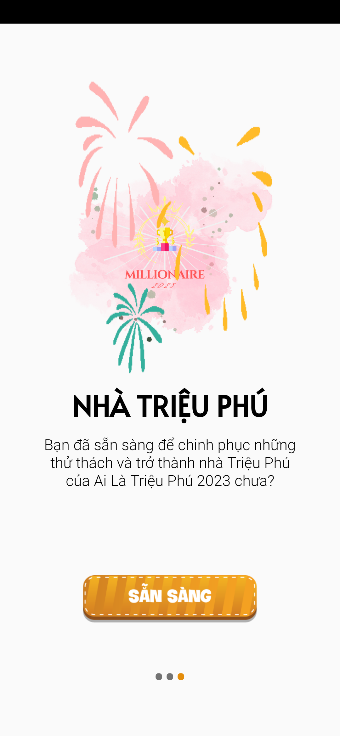 MILLIONAIRE
2023
NHÀ TRIỆU PHÚ
Bạn đã sẵn sàng để chinh phục những
thử thách và trở thành nhà Triệu Phú
của Ai Là Triệu Phú 2023 chưa?
SẴN SÀNG